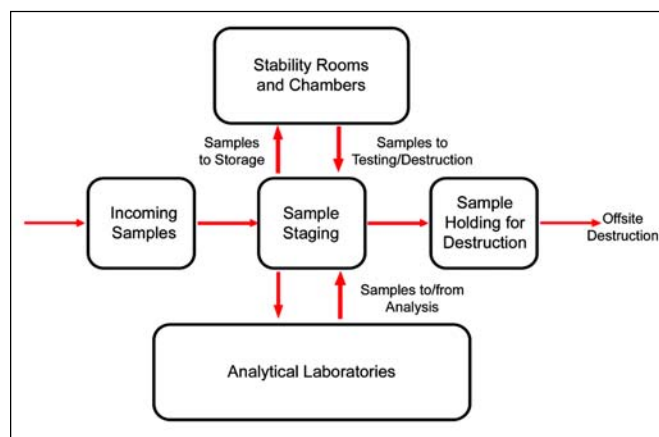 Stability Rooms
and Chambers
Samples
to Storage
Samples to
Testing/Destruction
Incoming
Samples
Sample
Staging
Sample
Holding for
Destruction
Offsite
Destruction
Samples to/from
Analysis
Analytical Laboratories